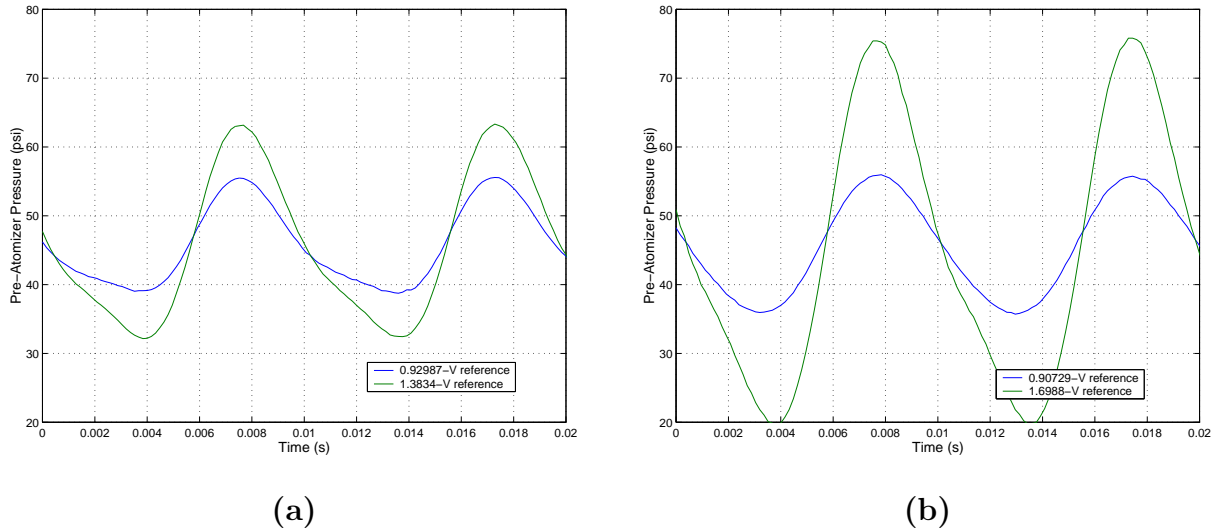 80
70
60
50
40
30
20
Pre−Atomizer Pressure (psi)
0.92987−V reference
1.3834−V reference
0 0.002 0.004 0.006 0.008 0.01 0.012 0.014 0.016 0.018 0.02
Time (s)
(a)
80
70
60
50
40
30
20
Pre−Atomizer Pressure (psi)
0.90729−V reference
1.6988−V reference
0 0.002 0.004 0.006 0.008 0.01 0.012 0.014 0.016 0.018 0.02
Time (s)
(b)